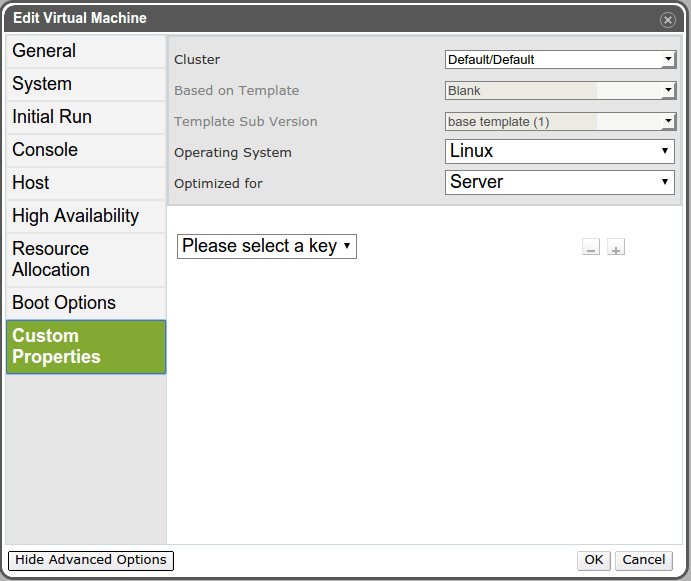 Edit Virtual Machine
General
System
Initial Run
Console
Host
High Availability
Resource
Allocation
Boot Options
Custom
Properties
Cluster
Default/Default
Based on Template
Blank
Template Sub Version
base template (1)
Operating System
Linux
Optimized for
Server
Please select a key
Hide Advanced Options
OK
Cancel